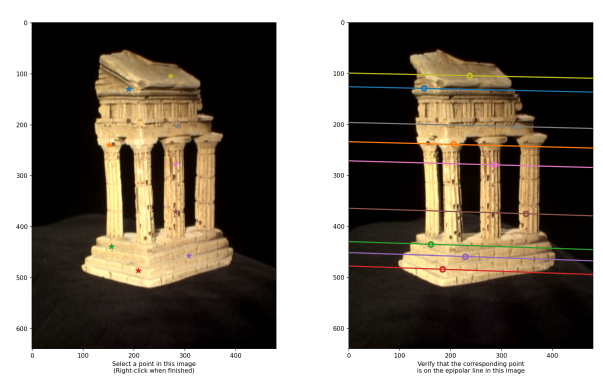 0
100
200
300
400
500
600
0 100 200 300 400
Select a point in this image
(Right-click when finished)
0
100
200
300
400
500
600
0 100 200 300 400
Verify that the corresponding point
is on the epipolar line in this image